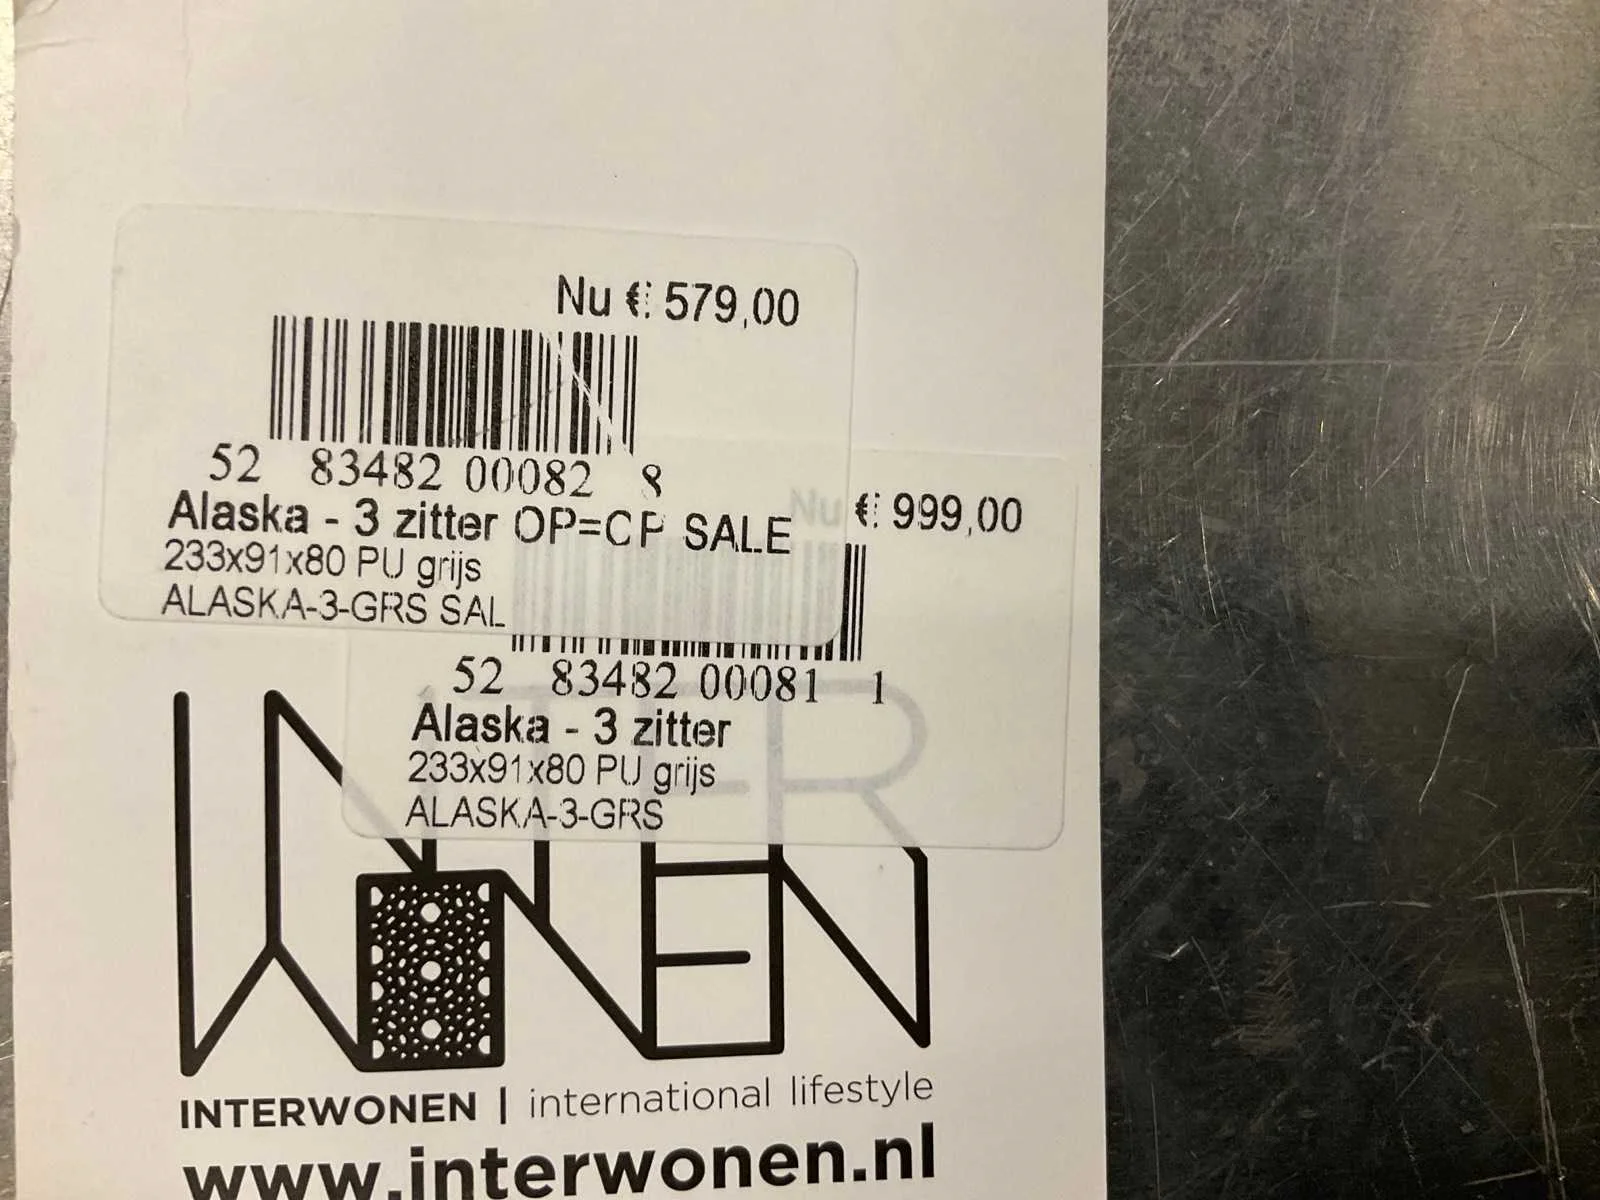 Nu €: 579,00
52 83482 00082 8
Alaska - 3 zitter OP=OP SALE
233x91x80 PU grijs
ALASKA-3-GRS SAL
Nu €: 999,00
52 83482 00081 1
Alaska - 3 zitter
233x91x80 PU grijs
ALASKA-3-GRS
INTER
WONEN
INTERWONEN | international lifestyle
www.interwonen.nl